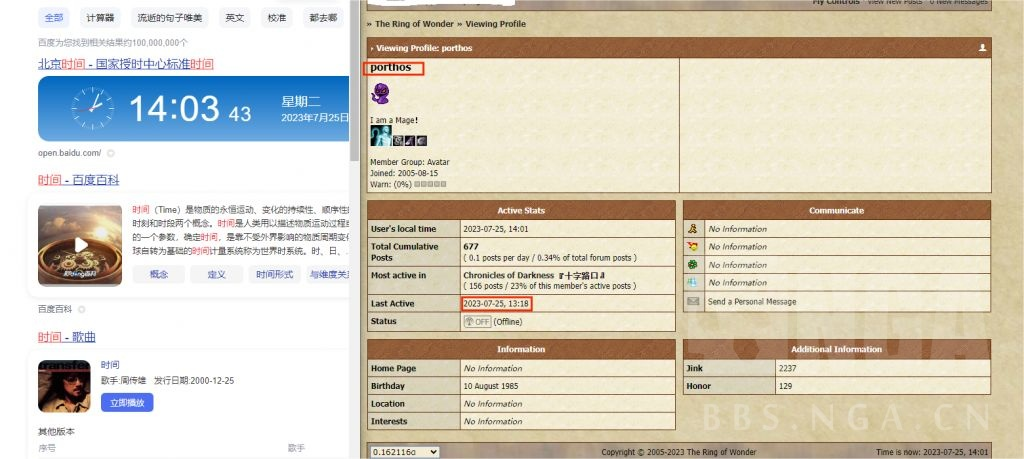 全部 计算器 流逝的句子唯美 英文 校准 都去哪
百度为您找到相关结果约100,000,000个
北京时间 - 国家授时中心标准时间
14:03 43
星期二
2023年7月25日
open.baidu.com/
时间 - 百度百科
时间（Time）是物质的永恒运动、变化的持续性、顺序性的
时刻和时段两个概念。时间是人类用以描述物质运动过程或
的一个参数，确定时间，是靠不受外界影响的物质周期变化
球自转为基础的时间计量系统称为世界时系统。时、日、
秒懂百科
概念 定义 时间形式 与维度关系
百度百科
时间 - 歌曲
transfer
时间
歌手:周传雄 发行日期:2000-12-25
立即播放
其他版本
序号 歌手
My Controls View New Posts 0 New Messages
» The Ring of Wonder » Viewing Profile
Viewing Profile: porthos
porthos
I am a Mage!
Member Group: Avatar
Joined: 2005-08-15
Warn: (0%)
Active Stats
User's local time 2023-07-25, 14:01
Total Cumulative Posts 677
( 0.1 posts per day / 0.34% of total forum posts )
Most active in Chronicles of Darkness 『十字路口』
( 156 posts / 23% of this member's active posts )
Last Active 2023-07-25, 13:18
Status OFF (Offline)
Communicate
No Information
No Information
No Information
No Information
Send a Personal Message
Information
Home Page No Information
Birthday 10 August 1985
Location No Information
Interests No Information
Additional Information
Jink 2237
Honor 129
BBS.NGA.CN
0.162116α
Copyright © 2005-2023 The Ring of Wonder
Time is now: 2023-07-25, 14:01